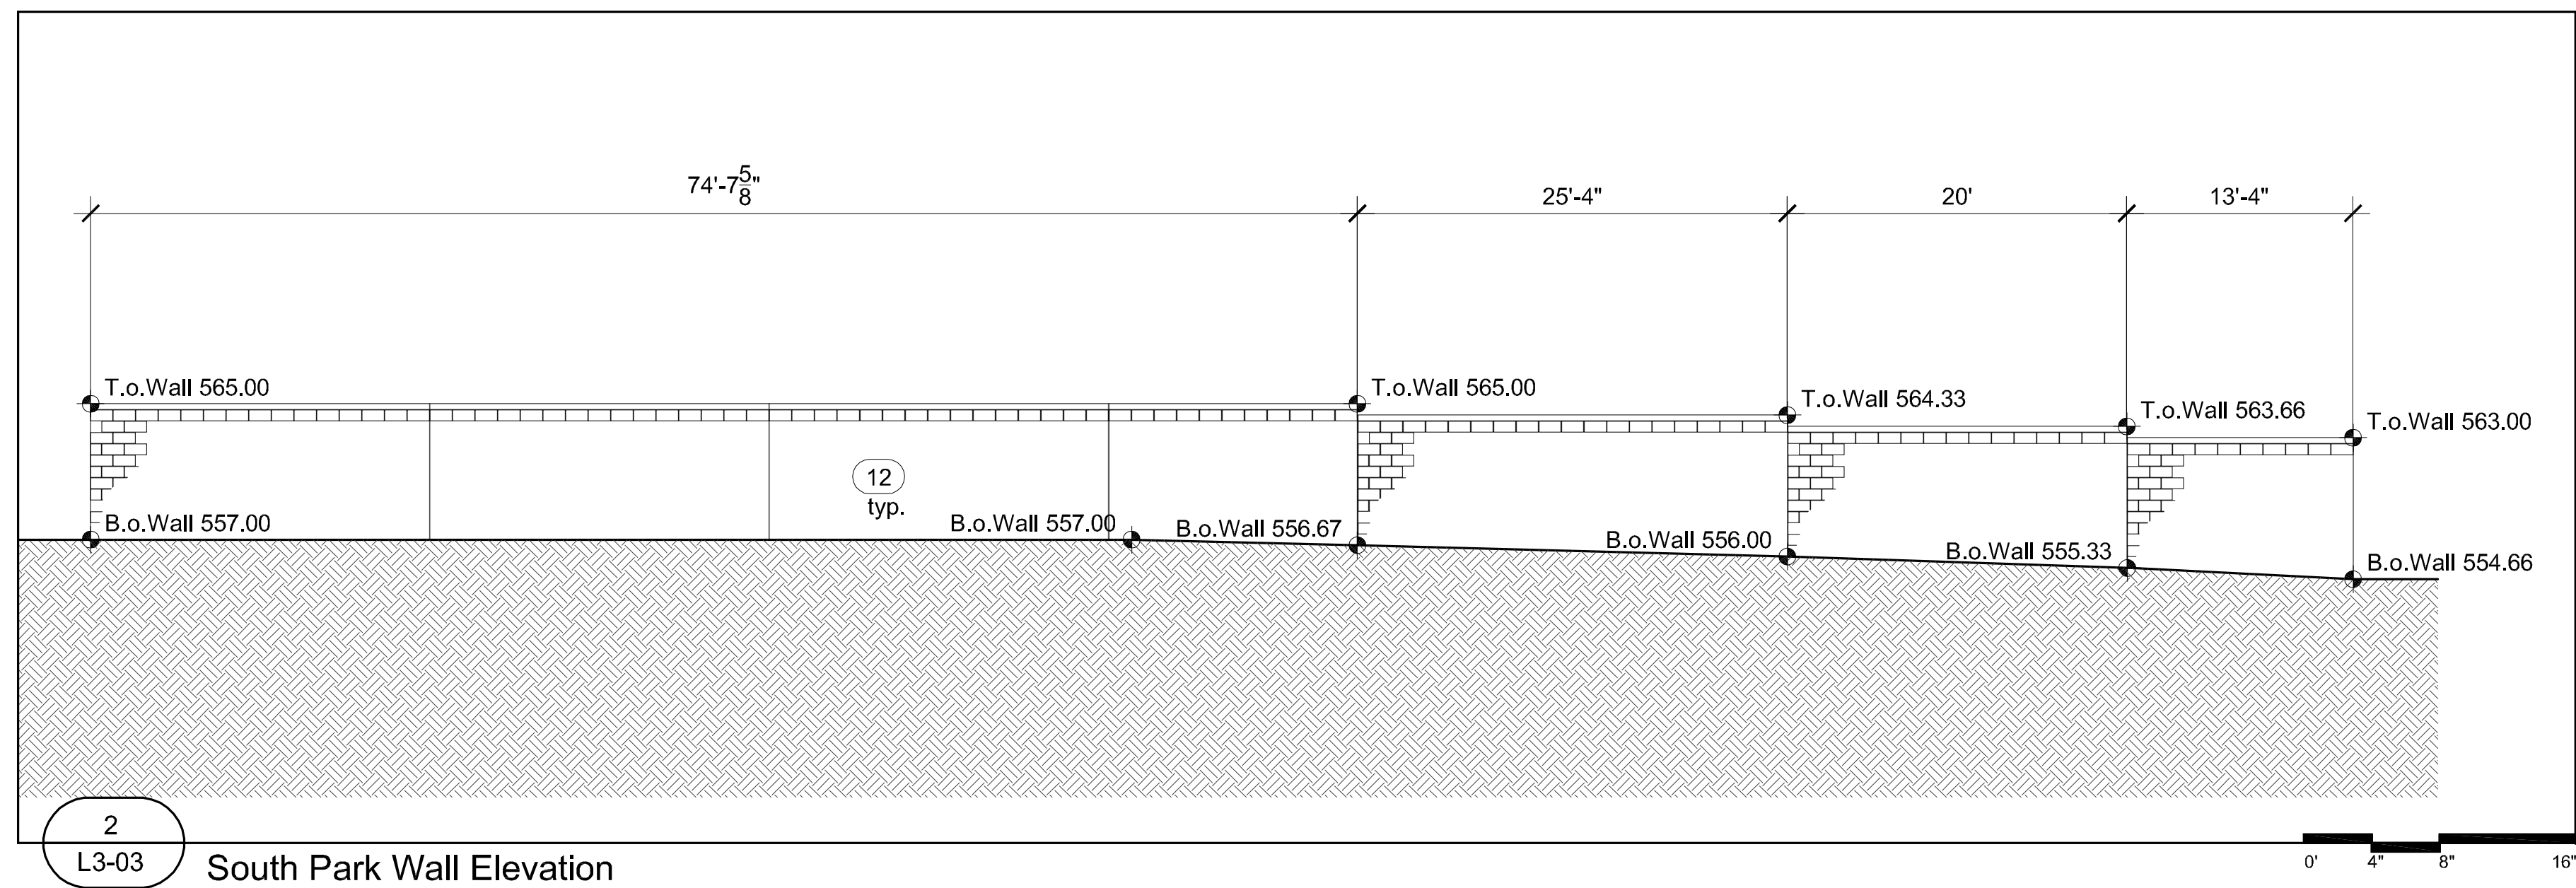 74'-7 5/8"
25'-4"
20'
13'-4"
T.o.Wall 565.00
T.o.Wall 565.00
T.o.Wall 564.33
T.o.Wall 563.66
T.o.Wall 563.00
12
typ.
B.o.Wall 557.00
B.o.Wall 557.00
B.o.Wall 556.67
B.o.Wall 556.00
B.o.Wall 555.33
B.o.Wall 554.66
2
L3-03
South Park Wall Elevation
0' 4" 8" 16"